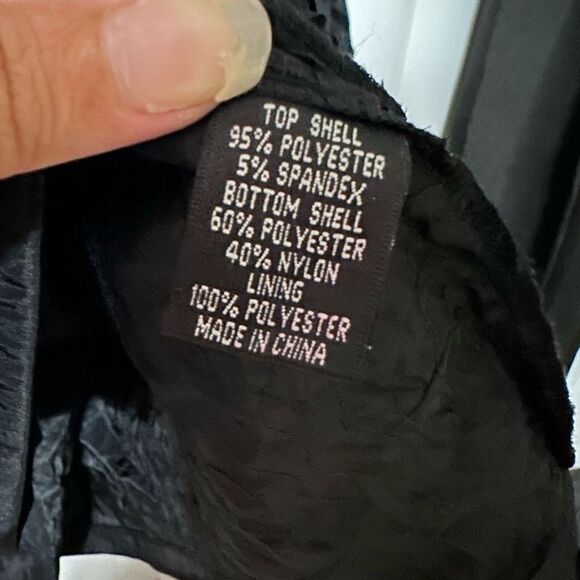 TOP SHELL
95% POLYESTER
5% SPANDEX
BOTTOM SHELL
60% POLYESTER
40% NYLON
LINING
100% POLYESTER
MADE IN CHINA